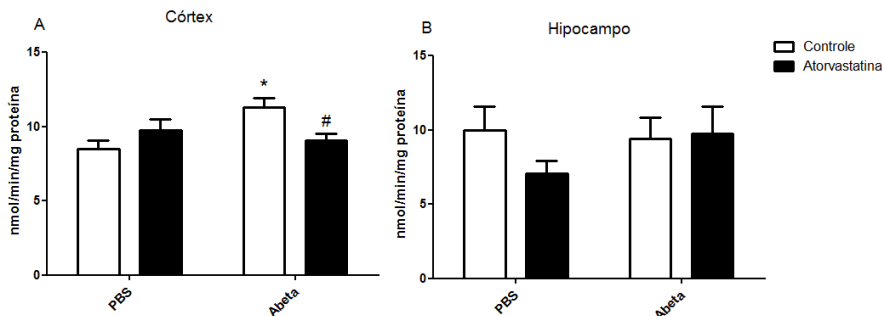 A
Córtex
nmol/min/mg proteína
15
10
5
0
*
#
PBS
Abeta
B
Hipocampo
nmol/min/mg proteína
15
10
5
0
PBS
Abeta
Controle
Atorvastatina